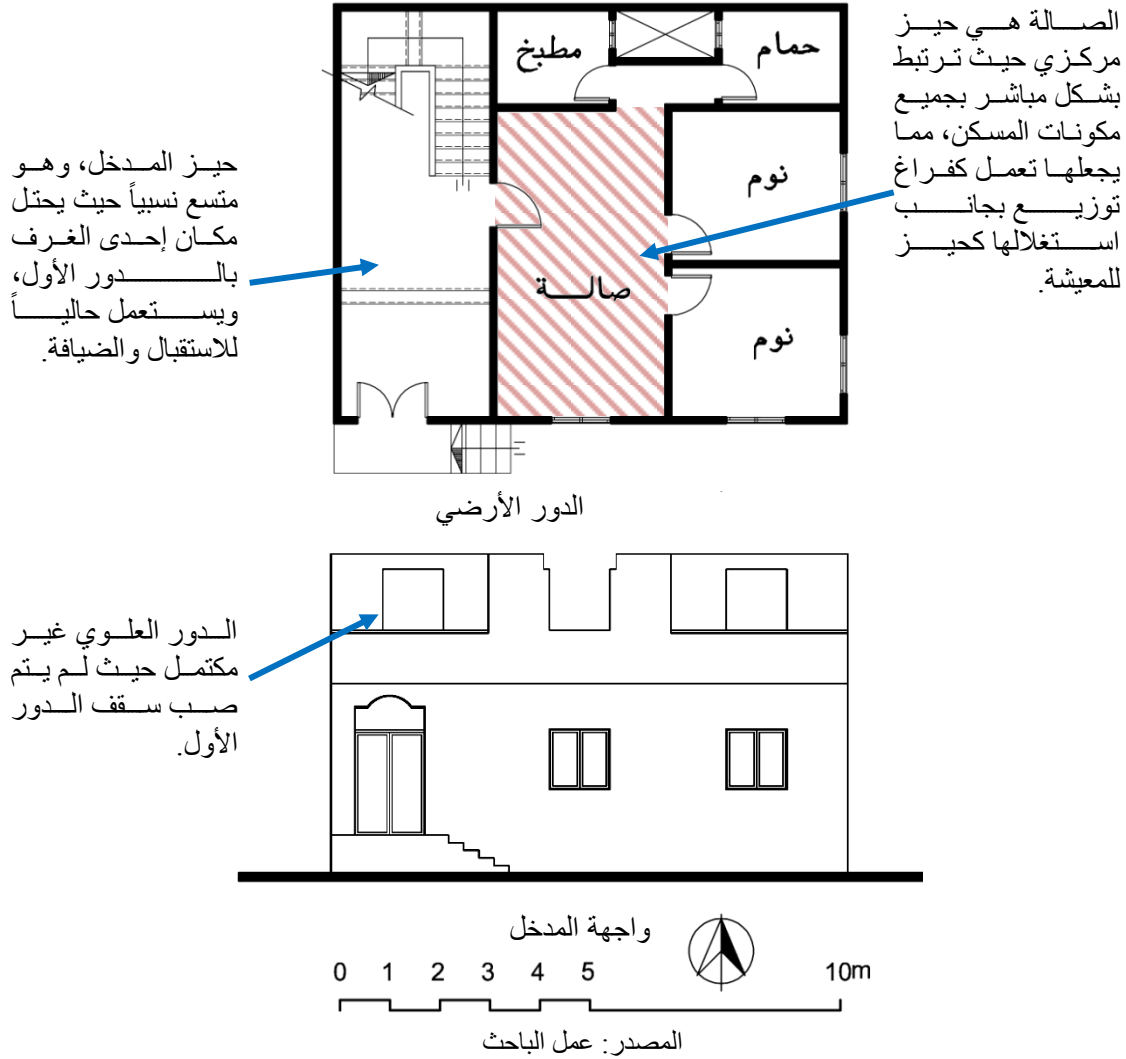 الصالة هي حيز
مركزي حيث ترتبط
بشكل مباشر بجميع
مكونات المسكن، مما
يجعلها تعمل كفراغ
توزيع بجانب
استغلالها كحيز
للمعيشة.
مطبخ
حمام
نوم
صالة
نوم
حيز المدخل، وهو
متسع نسبياً حيث يحتل
مكان إحدى الغرف
بالدور الأول،
ويستعمل حالياً
للاستقبال والضيافة.
الدور الأرضي
الدور العلوي غير
مكتمل حيث لم يتم
صب سقف الدور
الأول.
واجهة المدخل
0 1 2 3 4 5 10m
المصدر: عمل الباحث